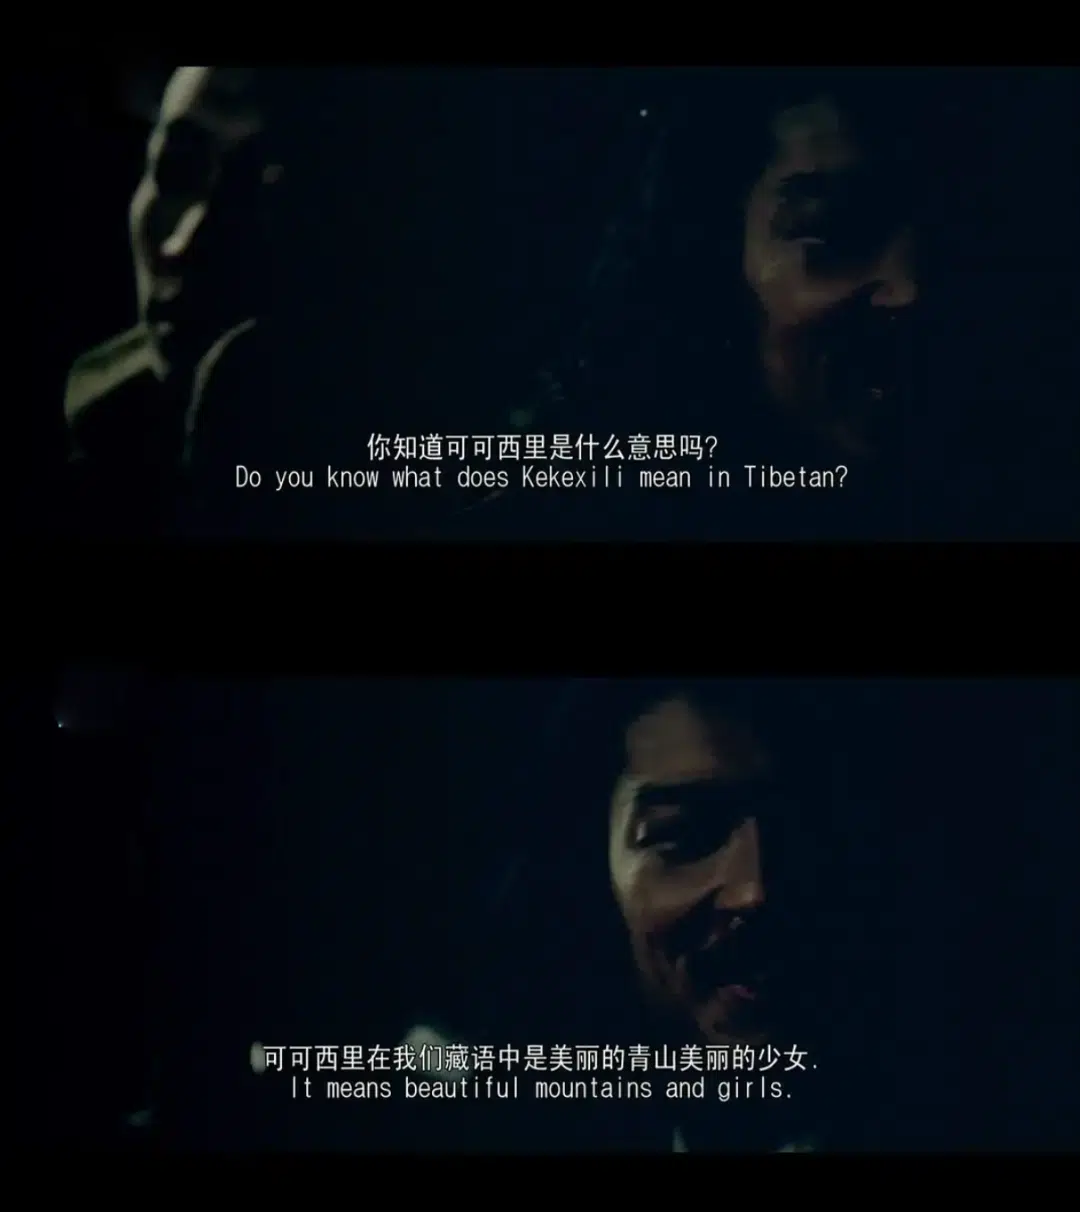 你知道可可西里是什么意思吗?
Do you know what does Kekexili mean in Tibetan?
可可西里在我们藏语中是美丽的青山美丽的少女.
It means beautiful mountains and girls.